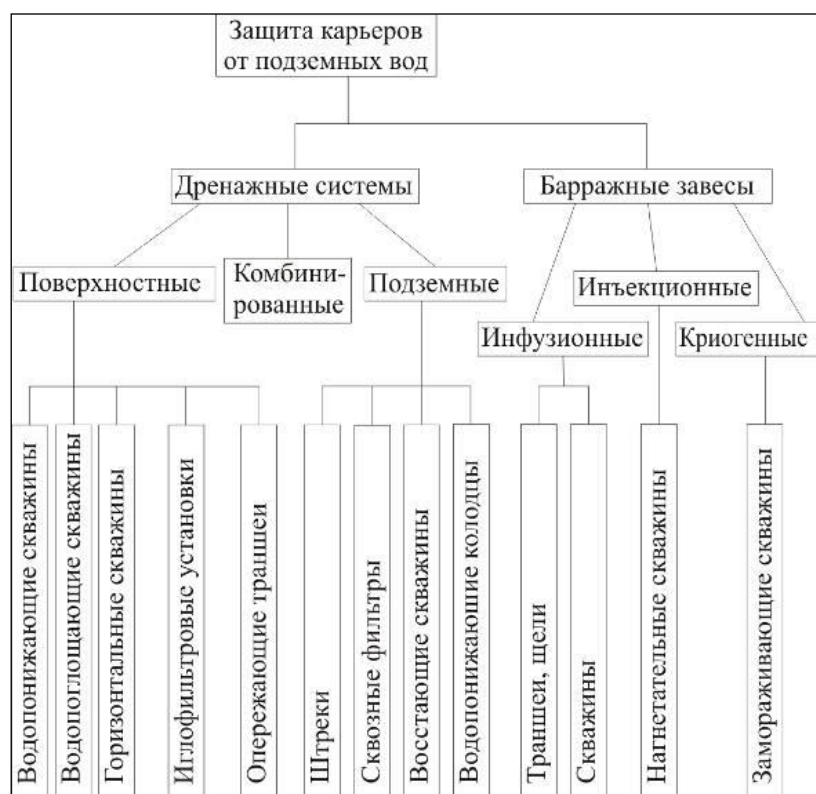 Защита карьеров
от подземных вод
Дренажные системы
Барражные завесы
Поверхностные
Комбини-
рованные
Подземные
Инъекционные
Инфузионные
Криогенные
Водопонижающие скважины
Водопоглощающие скважины
Горизонтальные скважины
Иглофильтровые установки
Опережающие траншеи
Штреки
Сквозные фильтры
Восстающие скважины
Водопонижшие колодцы
Траншеи, щели
Скважины
Нагнетательные скважины
Замораживающие скважины